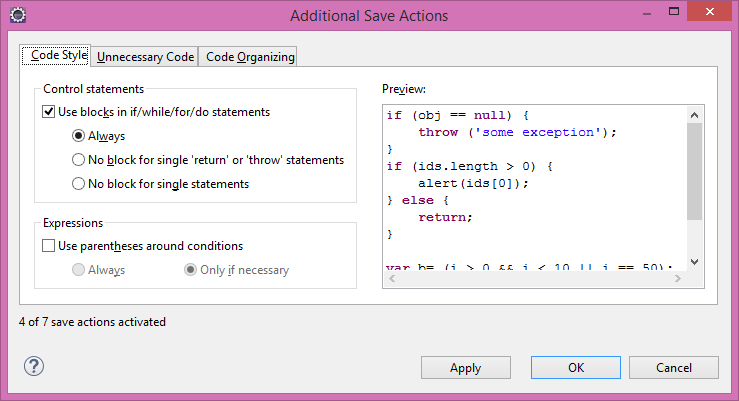 Additional Save Actions
Code Style
Unnecessary Code
Code Organizing
Control statements
Use blocks in if/while/for/do statements
Always
No block for single 'return' or 'throw' statements
No block for single statements
Expressions
Use parentheses around conditions
Always
Only if necessary
Preview:
if (obj == null) {
    throw ('some exception');
}
if (ids.length > 0) {
    alert(ids[0]);
} else {
    return;
}
var b= (i > 0 && i < 10 || i == 50);
4 of 7 save actions activated
?
Apply
OK
Cancel